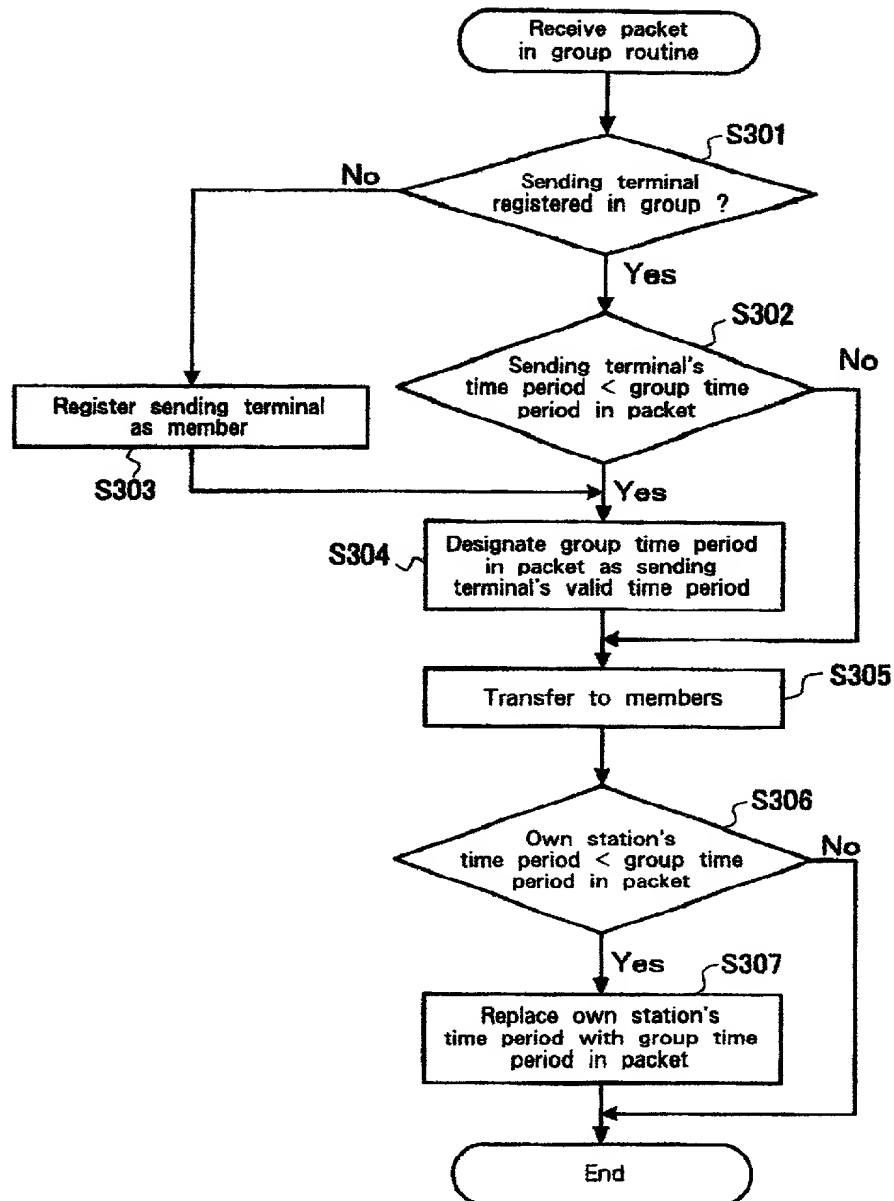 Receive packet
in group routine
S301
No
Sending terminal
registered in group ?
Yes
S302
No
Sending terminal's
time period < group time
period in packet
Register sending terminal
as member
S303
Yes
S304
Designate group time period
in packet as sending
terminal's valid time period
S305
Transfer to members
S306
No
Own station's
time period < group time
period in packet
Yes
S307
Replace own station's
time period with group time
period in packet
End